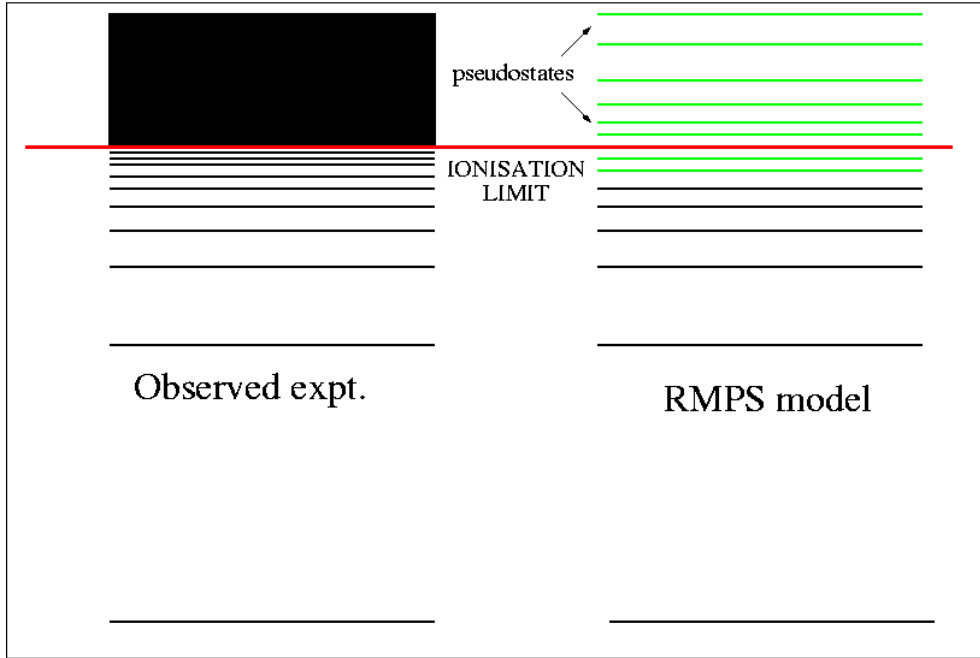 pseudostates
IONISATION
LIMIT
Observed expt.
RMPS model